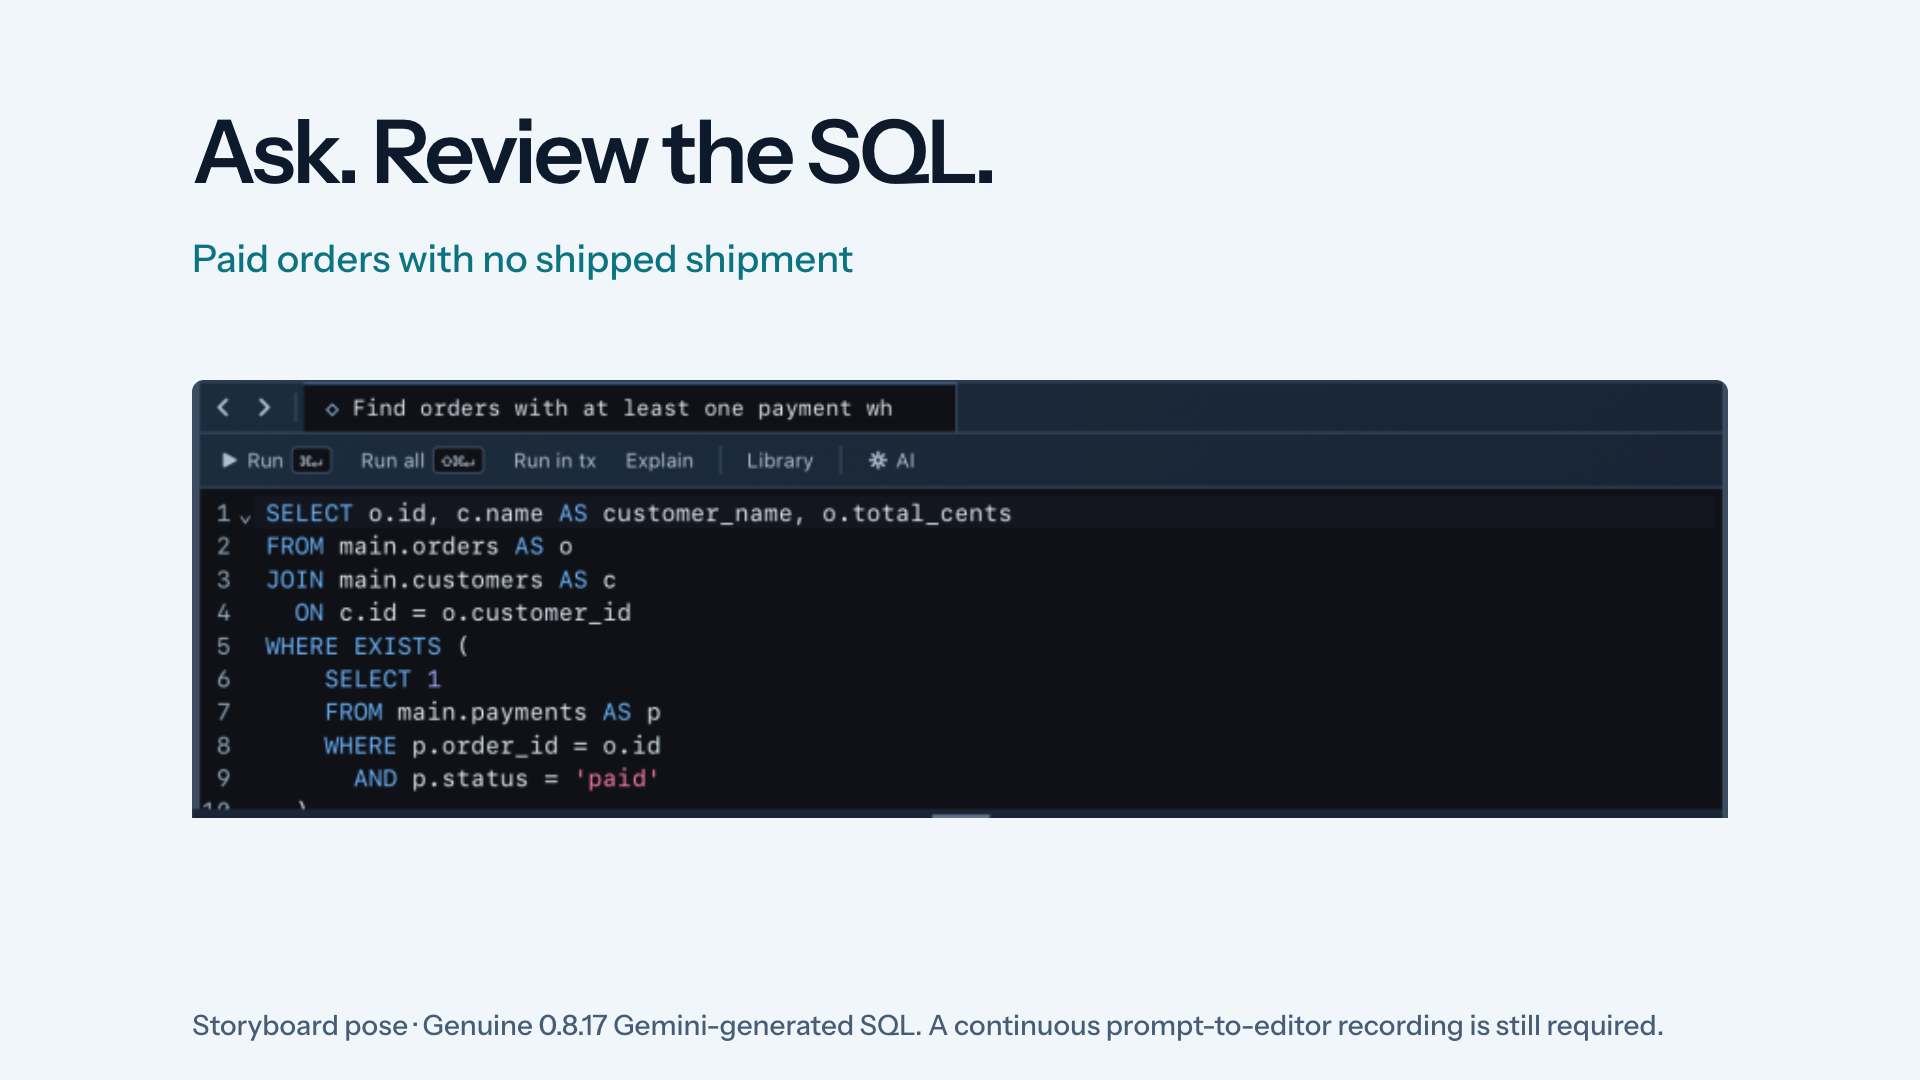 Ask. Review the SQL.
Paid orders with no shipped shipment
◇ Find orders with at least one payment wh
Run ⌘↵ Run all ⇧⌘↵ Run in tx Explain Library AI
1 SELECT o.id, c.name AS customer_name, o.total_cents
2 FROM main.orders AS o
3 JOIN main.customers AS c
4 ON c.id = o.customer_id
5 WHERE EXISTS (
6 SELECT 1
7 FROM main.payments AS p
8 WHERE p.order_id = o.id
9 AND p.status = 'paid'
10 )
Storyboard pose · Genuine 0.8.17 Gemini-generated SQL. A continuous prompt-to-editor recording is still required.